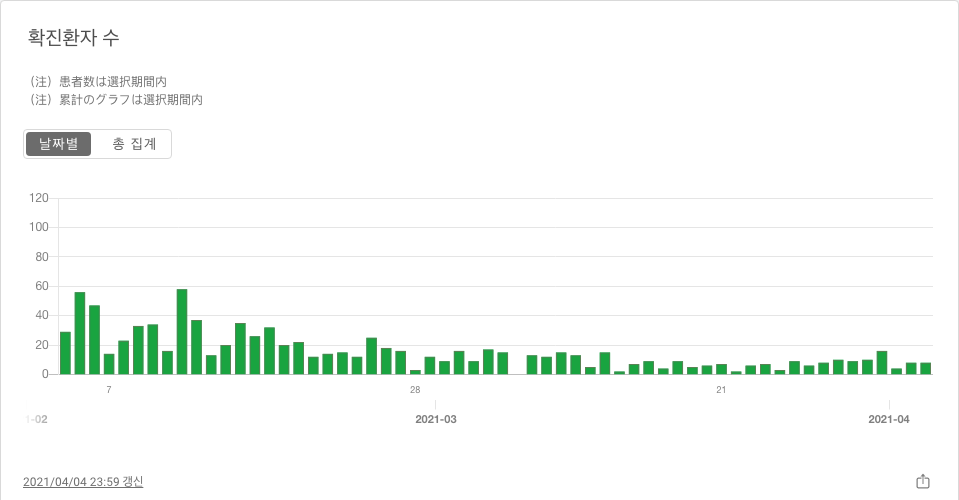 확진환자 수
（注）患者数は選択期間内
（注）累計のグラフは選択期間内
날짜별 총 집계
120
100
80
60
40
20
0
7 28 21
1-02 2021-03 2021-04
2021/04/04 23:59 갱신